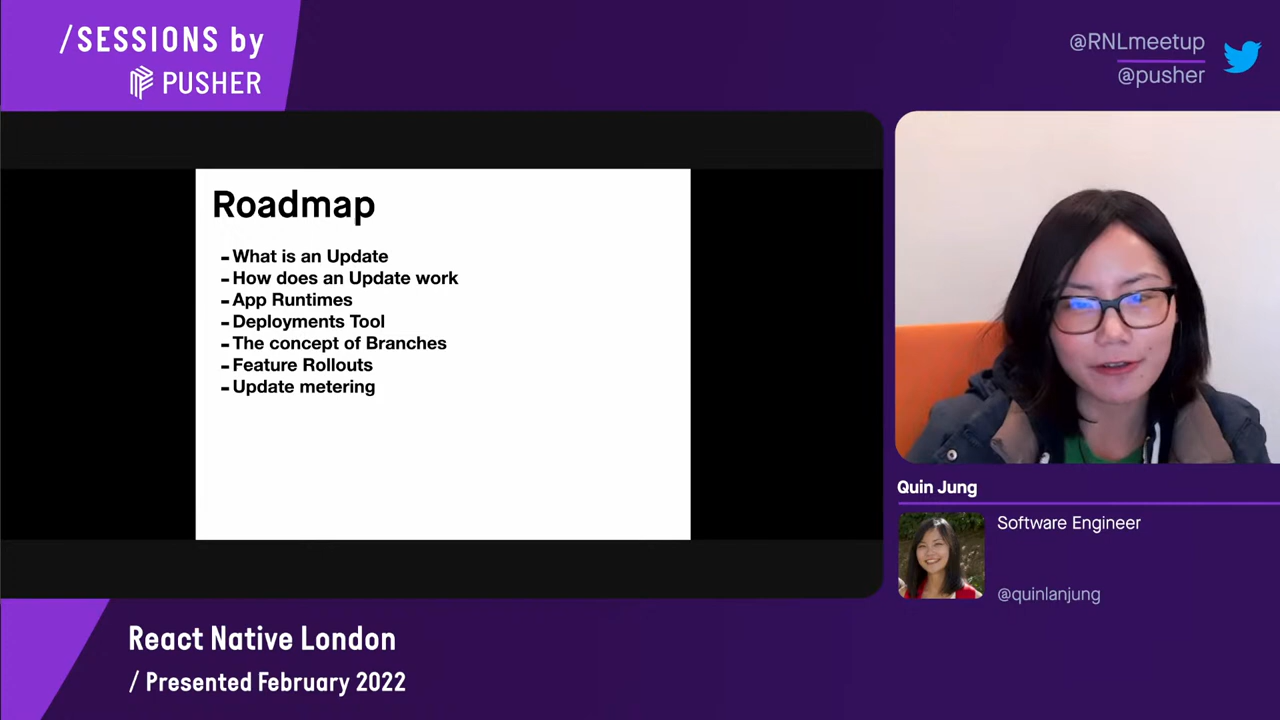 /SESSIONS by
PUSHER
@RNLmeetup
@pusher
Roadmap
- What is an Update
- How does an Update work
- App Runtimes
- Deployments Tool
- The concept of Branches
- Feature Rollouts
- Update metering
Quin Jung
Software Engineer
@quinlanjung
React Native London
/ Presented February 2022